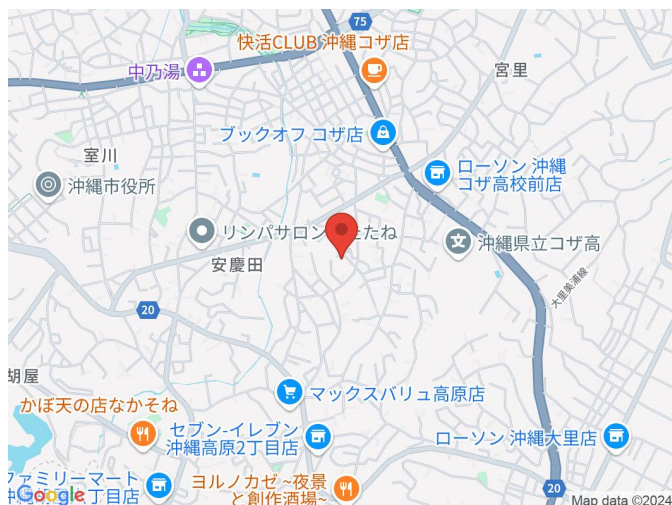 75
快活CLUB 沖縄コザ店
中乃湯
宮里
ブックオフ コザ店
室川
ローソン 沖縄
コザ高校前店
沖縄市役所
リンパサロン
たね
沖縄県立コザ高
安慶田
大里美浦線
20
胡屋
マックスバリュ高原店
かぼ天の店なかそね
セブン-イレブン
沖縄高原2丁目店
ローソン 沖縄大里店
ファミリーマート
丁目店
ヨルノカゼ ~夜景
と創作酒場~
20
Google
Map data ©2024